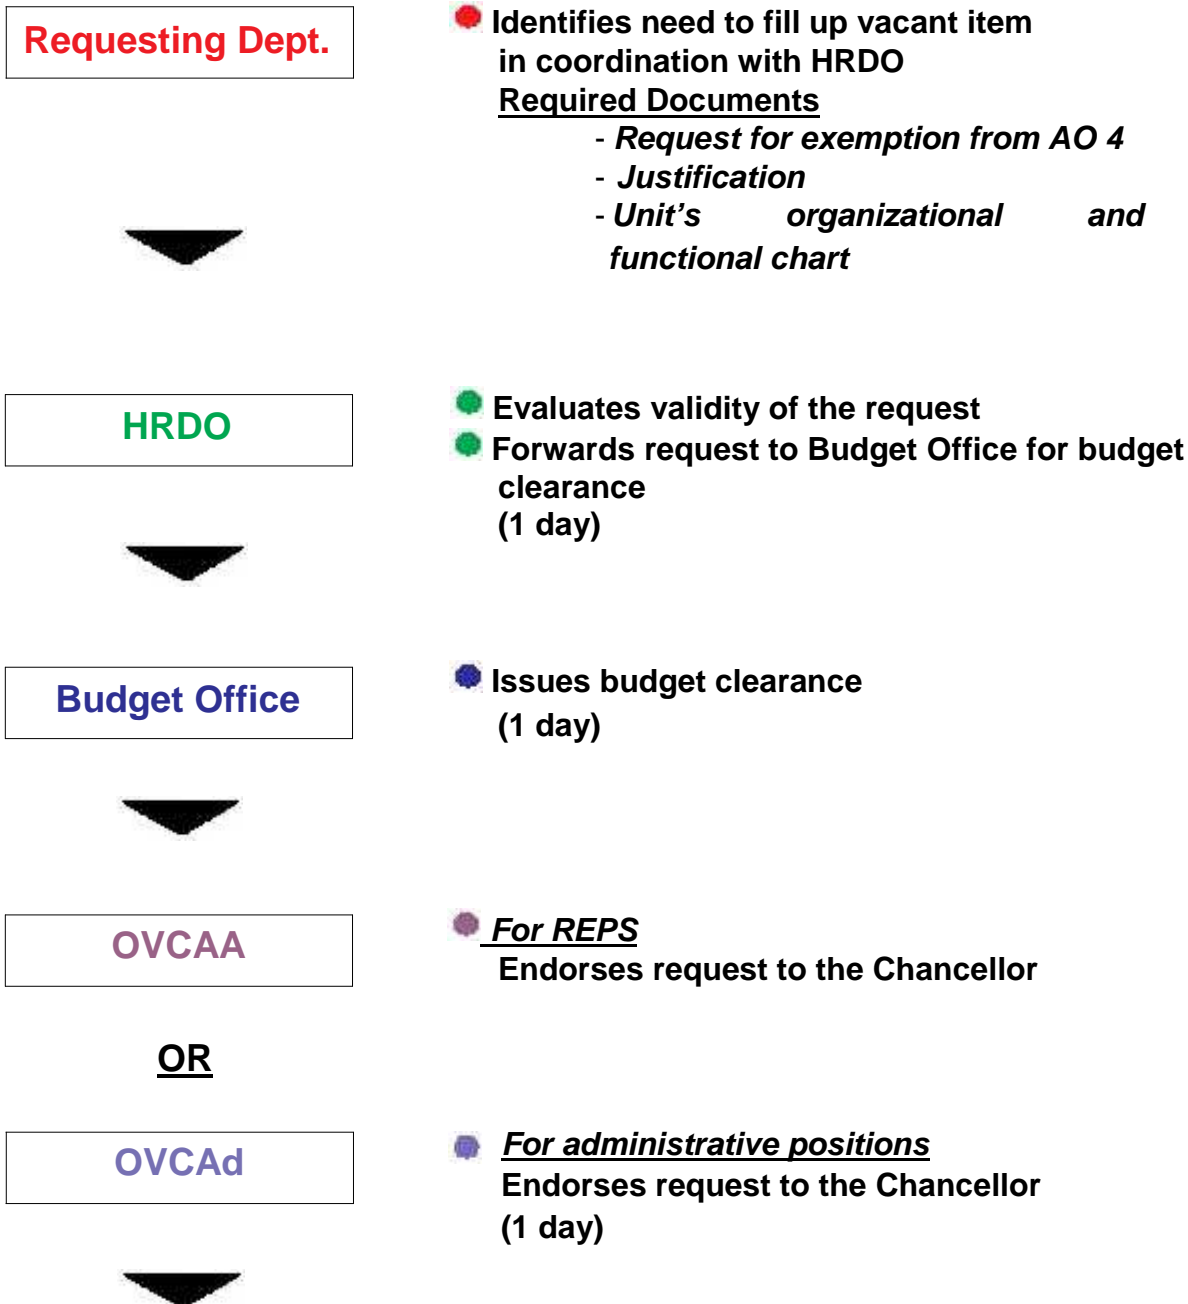 Requesting Dept.
Identifies need to fill up vacant item
in coordination with HRDO
Required Documents
- Request for exemption from AO 4
- Justification
- Unit's organizational and
functional chart
HRDO
Evaluates validity of the request
Forwards request to Budget Office for budget
clearance
(1 day)
Budget Office
Issues budget clearance
(1 day)
OVCAA
For REPS
Endorses request to the Chancellor
OR
OVCAd
For administrative positions
Endorses request to the Chancellor
(1 day)